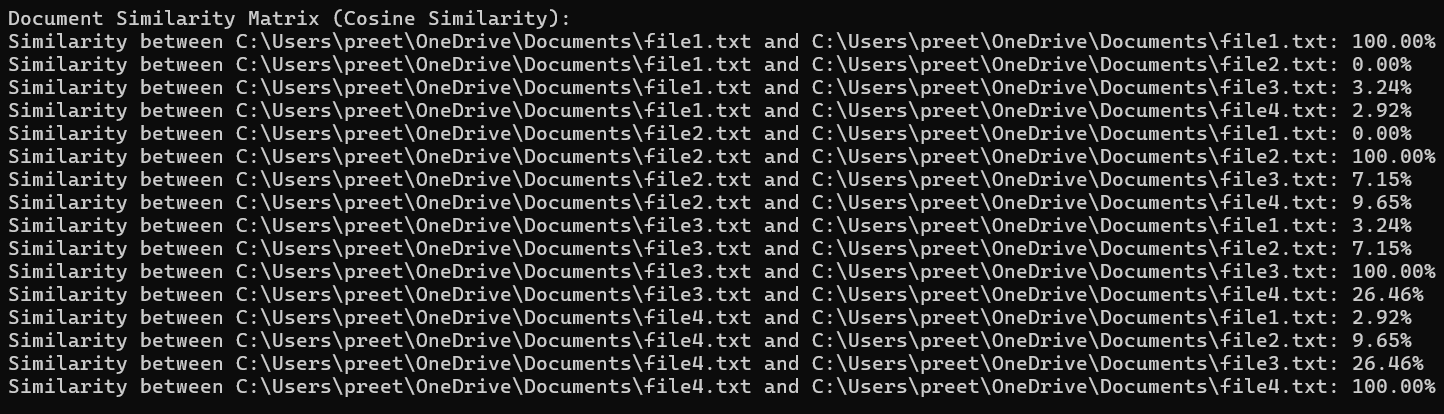 Document Similarity Matrix (Cosine Similarity):
Similarity between C:\Users\preet\OneDrive\Documents\file1.txt and C:\Users\preet\OneDrive\Documents\file1.txt: 100.00%
Similarity between C:\Users\preet\OneDrive\Documents\file1.txt and C:\Users\preet\OneDrive\Documents\file2.txt: 0.00%
Similarity between C:\Users\preet\OneDrive\Documents\file1.txt and C:\Users\preet\OneDrive\Documents\file3.txt: 3.24%
Similarity between C:\Users\preet\OneDrive\Documents\file1.txt and C:\Users\preet\OneDrive\Documents\file4.txt: 2.92%
Similarity between C:\Users\preet\OneDrive\Documents\file2.txt and C:\Users\preet\OneDrive\Documents\file1.txt: 0.00%
Similarity between C:\Users\preet\OneDrive\Documents\file2.txt and C:\Users\preet\OneDrive\Documents\file2.txt: 100.00%
Similarity between C:\Users\preet\OneDrive\Documents\file2.txt and C:\Users\preet\OneDrive\Documents\file3.txt: 7.15%
Similarity between C:\Users\preet\OneDrive\Documents\file2.txt and C:\Users\preet\OneDrive\Documents\file4.txt: 9.65%
Similarity between C:\Users\preet\OneDrive\Documents\file3.txt and C:\Users\preet\OneDrive\Documents\file1.txt: 3.24%
Similarity between C:\Users\preet\OneDrive\Documents\file3.txt and C:\Users\preet\OneDrive\Documents\file2.txt: 7.15%
Similarity between C:\Users\preet\OneDrive\Documents\file3.txt and C:\Users\preet\OneDrive\Documents\file3.txt: 100.00%
Similarity between C:\Users\preet\OneDrive\Documents\file3.txt and C:\Users\preet\OneDrive\Documents\file4.txt: 26.46%
Similarity between C:\Users\preet\OneDrive\Documents\file4.txt and C:\Users\preet\OneDrive\Documents\file1.txt: 2.92%
Similarity between C:\Users\preet\OneDrive\Documents\file4.txt and C:\Users\preet\OneDrive\Documents\file2.txt: 9.65%
Similarity between C:\Users\preet\OneDrive\Documents\file4.txt and C:\Users\preet\OneDrive\Documents\file3.txt: 26.46%
Similarity between C:\Users\preet\OneDrive\Documents\file4.txt and C:\Users\preet\OneDrive\Documents\file4.txt: 100.00%